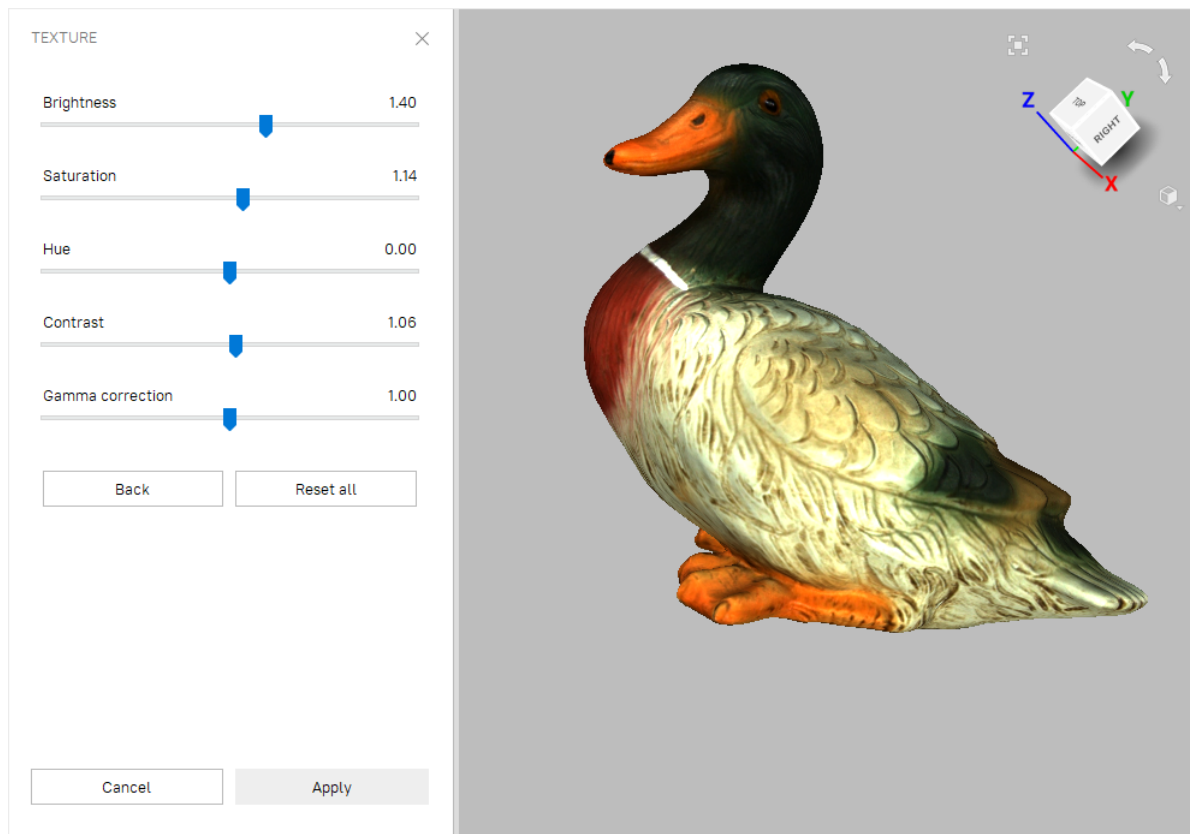 TEXTURE
Brightness 1.40
Saturation 1.14
Hue 0.00
Contrast 1.06
Gamma correction 1.00
Back Reset all
Cancel Apply
Z Y
TOP
RIGHT
X